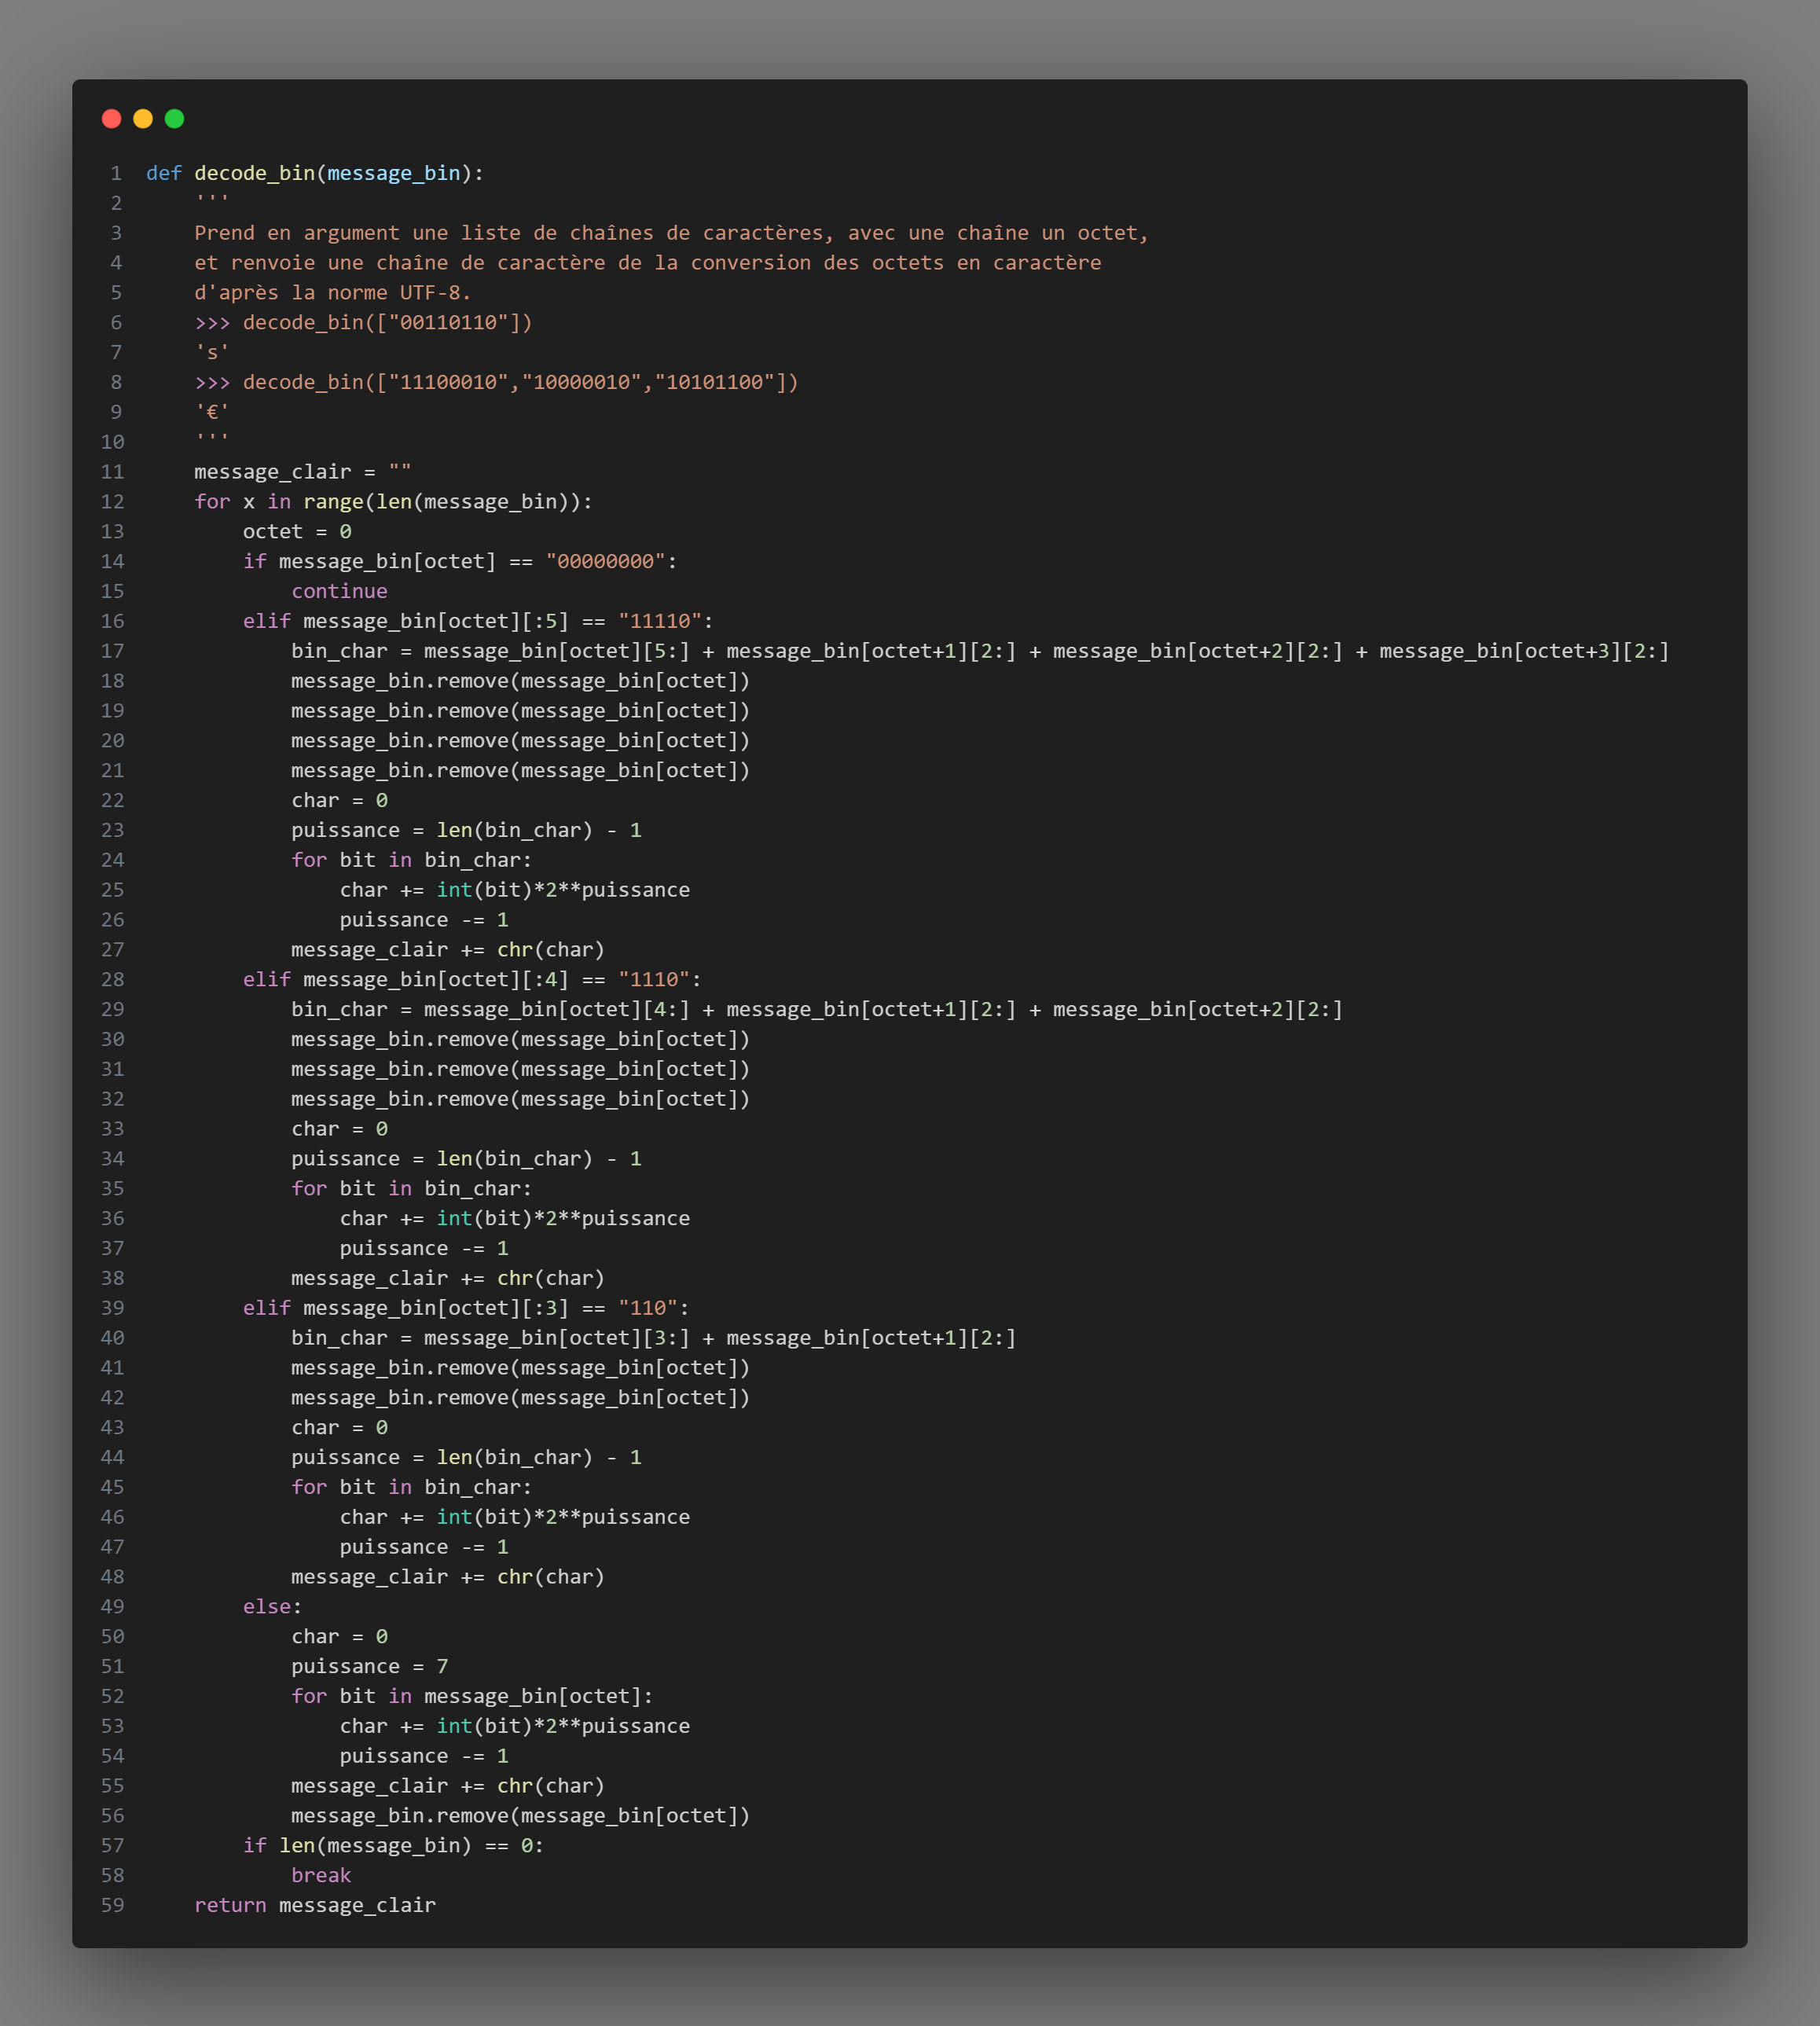 1 def decode_bin(message_bin):
2     '''
3     Prend en argument une liste de chaînes de caractères, avec une chaîne un octet,
4     et renvoie une chaîne de caractère de la conversion des octets en caractère
5     d'après la norme UTF-8.
6     >>> decode_bin(["00110110"])
7     's'
8     >>> decode_bin(["11100010","10000010","10101100"])
9     '€'
10     '''
11     message_clair = ""
12     for x in range(len(message_bin)):
13         octet = 0
14         if message_bin[octet] == "00000000":
15             continue
16         elif message_bin[octet][:5] == "11110":
17             bin_char = message_bin[octet][5:] + message_bin[octet+1][2:] + message_bin[octet+2][2:] + message_bin[octet+3][2:]
18             message_bin.remove(message_bin[octet])
19             message_bin.remove(message_bin[octet])
20             message_bin.remove(message_bin[octet])
21             message_bin.remove(message_bin[octet])
22             char = 0
23             puissance = len(bin_char) - 1
24             for bit in bin_char:
25                 char += int(bit)*2**puissance
26                 puissance -= 1
27             message_clair += chr(char)
28         elif message_bin[octet][:4] == "1110":
29             bin_char = message_bin[octet][4:] + message_bin[octet+1][2:] + message_bin[octet+2][2:]
30             message_bin.remove(message_bin[octet])
31             message_bin.remove(message_bin[octet])
32             message_bin.remove(message_bin[octet])
33             char = 0
34             puissance = len(bin_char) - 1
35             for bit in bin_char:
36                 char += int(bit)*2**puissance
37                 puissance -= 1
38             message_clair += chr(char)
39         elif message_bin[octet][:3] == "110":
40             bin_char = message_bin[octet][3:] + message_bin[octet+1][2:]
41             message_bin.remove(message_bin[octet])
42             message_bin.remove(message_bin[octet])
43             char = 0
44             puissance = len(bin_char) - 1
45             for bit in bin_char:
46                 char += int(bit)*2**puissance
47                 puissance -= 1
48             message_clair += chr(char)
49         else:
50             char = 0
51             puissance = 7
52             for bit in message_bin[octet]:
53                 char += int(bit)*2**puissance
54                 puissance -= 1
55             message_clair += chr(char)
56             message_bin.remove(message_bin[octet])
57         if len(message_bin) == 0:
58             break
59     return message_clair